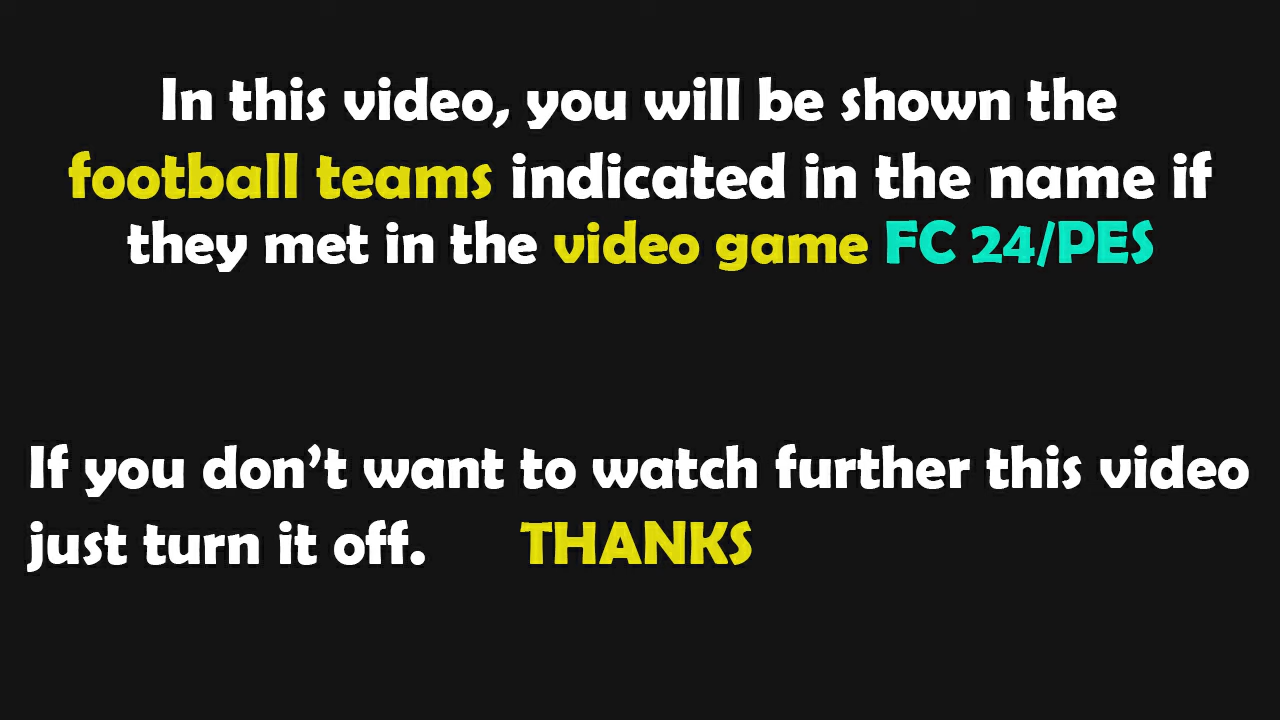 In this video, you will be shown the
football teams indicated in the name if
they met in the video game FC 24/PES
If you don’t want to watch further this video
just turn it off. THANKS